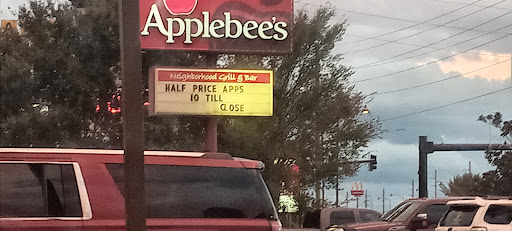 Applebee's
Neighborhood Grill & Bar
HALF PRICE APPS
10 TILL
CLOSE